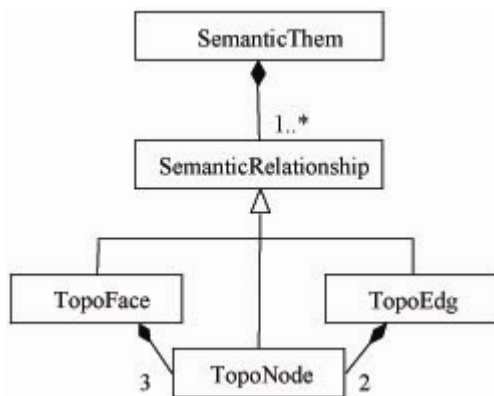 SemanticThem
1..*
SemanticRelationship
TopoFace
TopoEdg
3
TopoNode
2